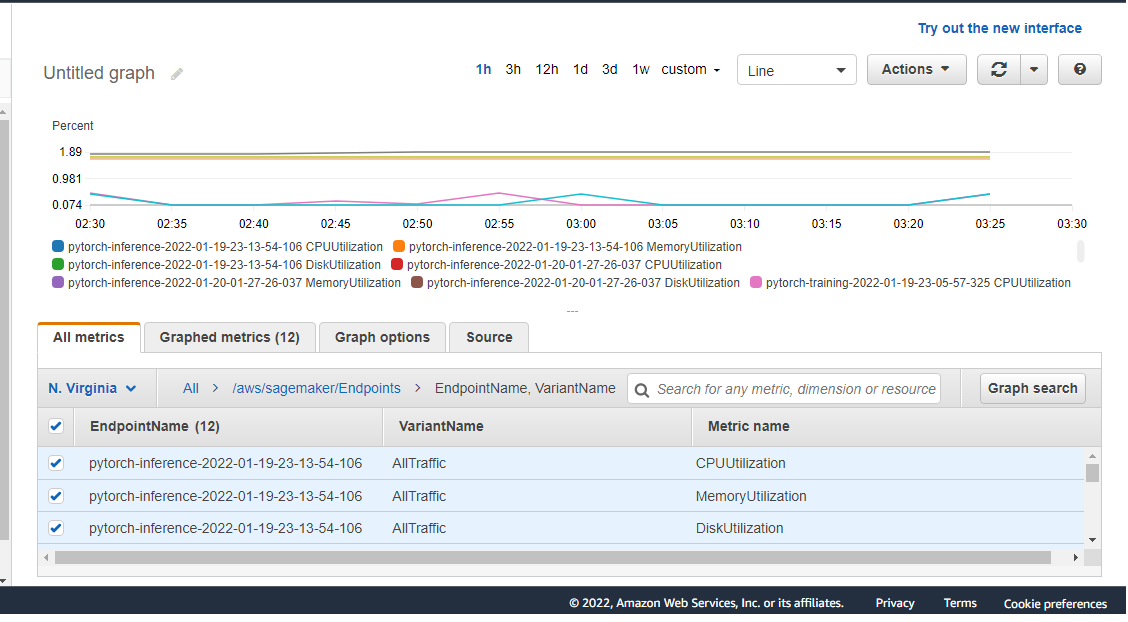 Try out the new interface
Untitled graph 1h 3h 12h 1d 3d 1w custom Line Actions ?
Percent
1.89
0.981
0.074
02:30 02:35 02:40 02:45 02:50 02:55 03:00 03:05 03:10 03:15 03:20 03:25 03:30
pytorch-inference-2022-01-19-23-13-54-106 CPUUtilization pytorch-inference-2022-01-19-23-13-54-106 MemoryUtilization
pytorch-inference-2022-01-19-23-13-54-106 DiskUtilization pytorch-inference-2022-01-20-01-27-26-037 CPUUtilization
pytorch-inference-2022-01-20-01-27-26-037 MemoryUtilization pytorch-inference-2022-01-20-01-27-26-037 DiskUtilization pytorch-training-2022-01-19-23-05-57-325 CPUUtilization
All metrics Graphed metrics (12) Graph options Source
N. Virginia All > /aws/sagemaker/Endpoints > EndpointName, VariantName Search for any metric, dimension or resource Graph search
EndpointName (12) VariantName Metric name
pytorch-inference-2022-01-19-23-13-54-106 AllTraffic CPUUtilization
pytorch-inference-2022-01-19-23-13-54-106 AllTraffic MemoryUtilization
pytorch-inference-2022-01-19-23-13-54-106 AllTraffic DiskUtilization
© 2022, Amazon Web Services, Inc. or its affiliates. Privacy Terms Cookie preferences